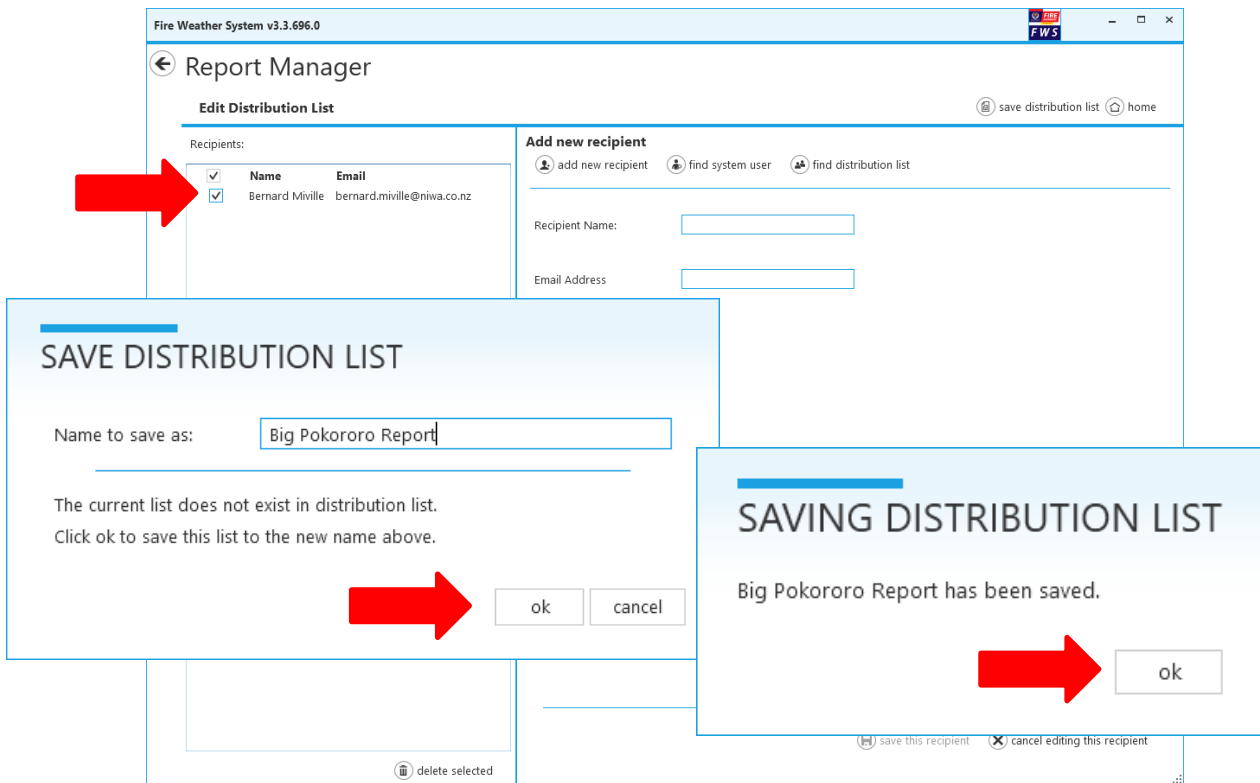 Fire Weather System v3.3.696.0
FIRE
FWS
Report Manager
Edit Distribution List
save distribution list
home
Recipients:
Name Email
Bernard Miville bernard.miville@niwa.co.nz
Add new recipient
add new recipient
find system user
find distribution list
Recipient Name:
Email Address
SAVE DISTRIBUTION LIST
Name to save as: Big Pokororo Report
The current list does not exist in distribution list.
Click ok to save this list to the new name above.
ok
cancel
SAVING DISTRIBUTION LIST
Big Pokororo Report has been saved.
ok
save this recipient
cancel editing this recipient
delete selected